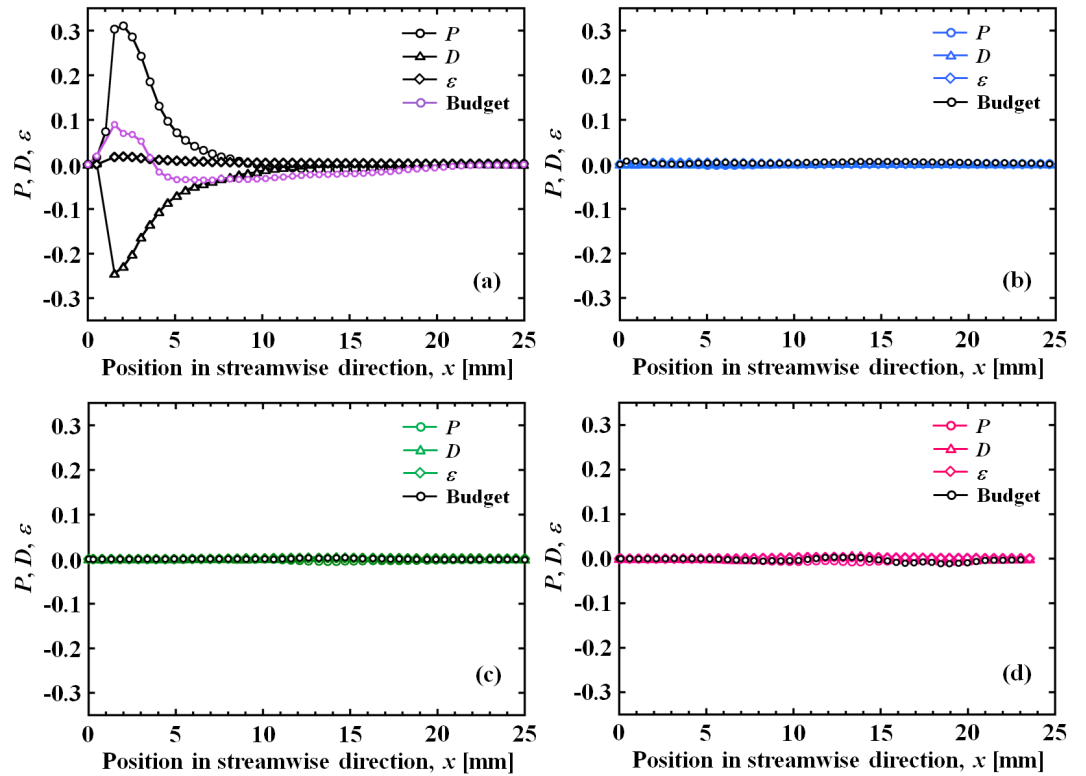 P, D, ε
0.3
0.2
0.1
0.0
-0.1
-0.2
-0.3
P
D
ε
Budget
(a)
0 5 10 15 20 25
Position in streamwise direction, x [mm]
P, D, ε
0.3
0.2
0.1
0.0
-0.1
-0.2
-0.3
P
D
ε
Budget
(b)
0 5 10 15 20 25
Position in streamwise direction, x [mm]
P, D, ε
0.3
0.2
0.1
0.0
-0.1
-0.2
-0.3
P
D
ε
Budget
(c)
0 5 10 15 20 25
Position in streamwise direction, x [mm]
P, D, ε
0.3
0.2
0.1
0.0
-0.1
-0.2
-0.3
P
D
ε
Budget
(d)
0 5 10 15 20 25
Position in streamwise direction, x [mm]